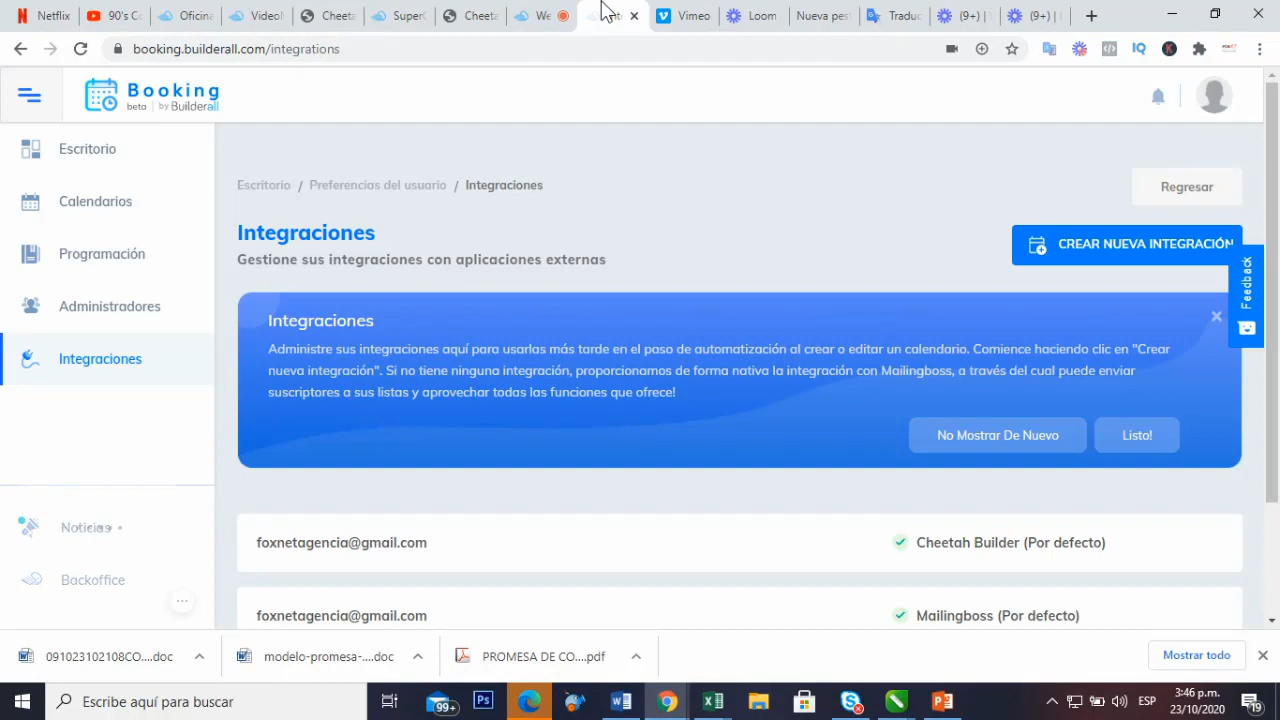 Netflix
90's Co
Oficina
VideoM
Cheeta
SuperC
Cheeta
We
Vimeo
Loom
Nueva pest
Traduc
(9+) |
(9+) |
booking.builderall.com/integrations
Booking
beta | by Builderall
Escritorio
Calendarios
Programación
Administradores
Integraciones
Noticias
Backoffice
Escritorio / Preferencias del usuario / Integraciones
Regresar
Integraciones
Gestione sus integraciones con aplicaciones externas
CREAR NUEVA INTEGRACIÓN
Feedback
Integraciones
Administre sus integraciones aquí para usarlas más tarde en el paso de automatización al crear o editar un calendario. Comience haciendo clic en "Crear
nueva integración". Si no tiene ninguna integración, proporcionamos de forma nativa la integración con Mailingboss, a través del cual puede enviar
suscriptores a sus listas y aprovechar todas las funciones que ofrece!
No Mostrar De Nuevo
Listo!
foxnetagencia@gmail.com
Cheetah Builder (Por defecto)
foxnetagencia@gmail.com
Mailingboss (Por defecto)
091023102108CO....doc
modelo-promesa-....doc
PROMESA DE CO....pdf
Mostrar todo
Escribe aquí para buscar
99+
ESP
3:46 p.m.
23/10/2020
19